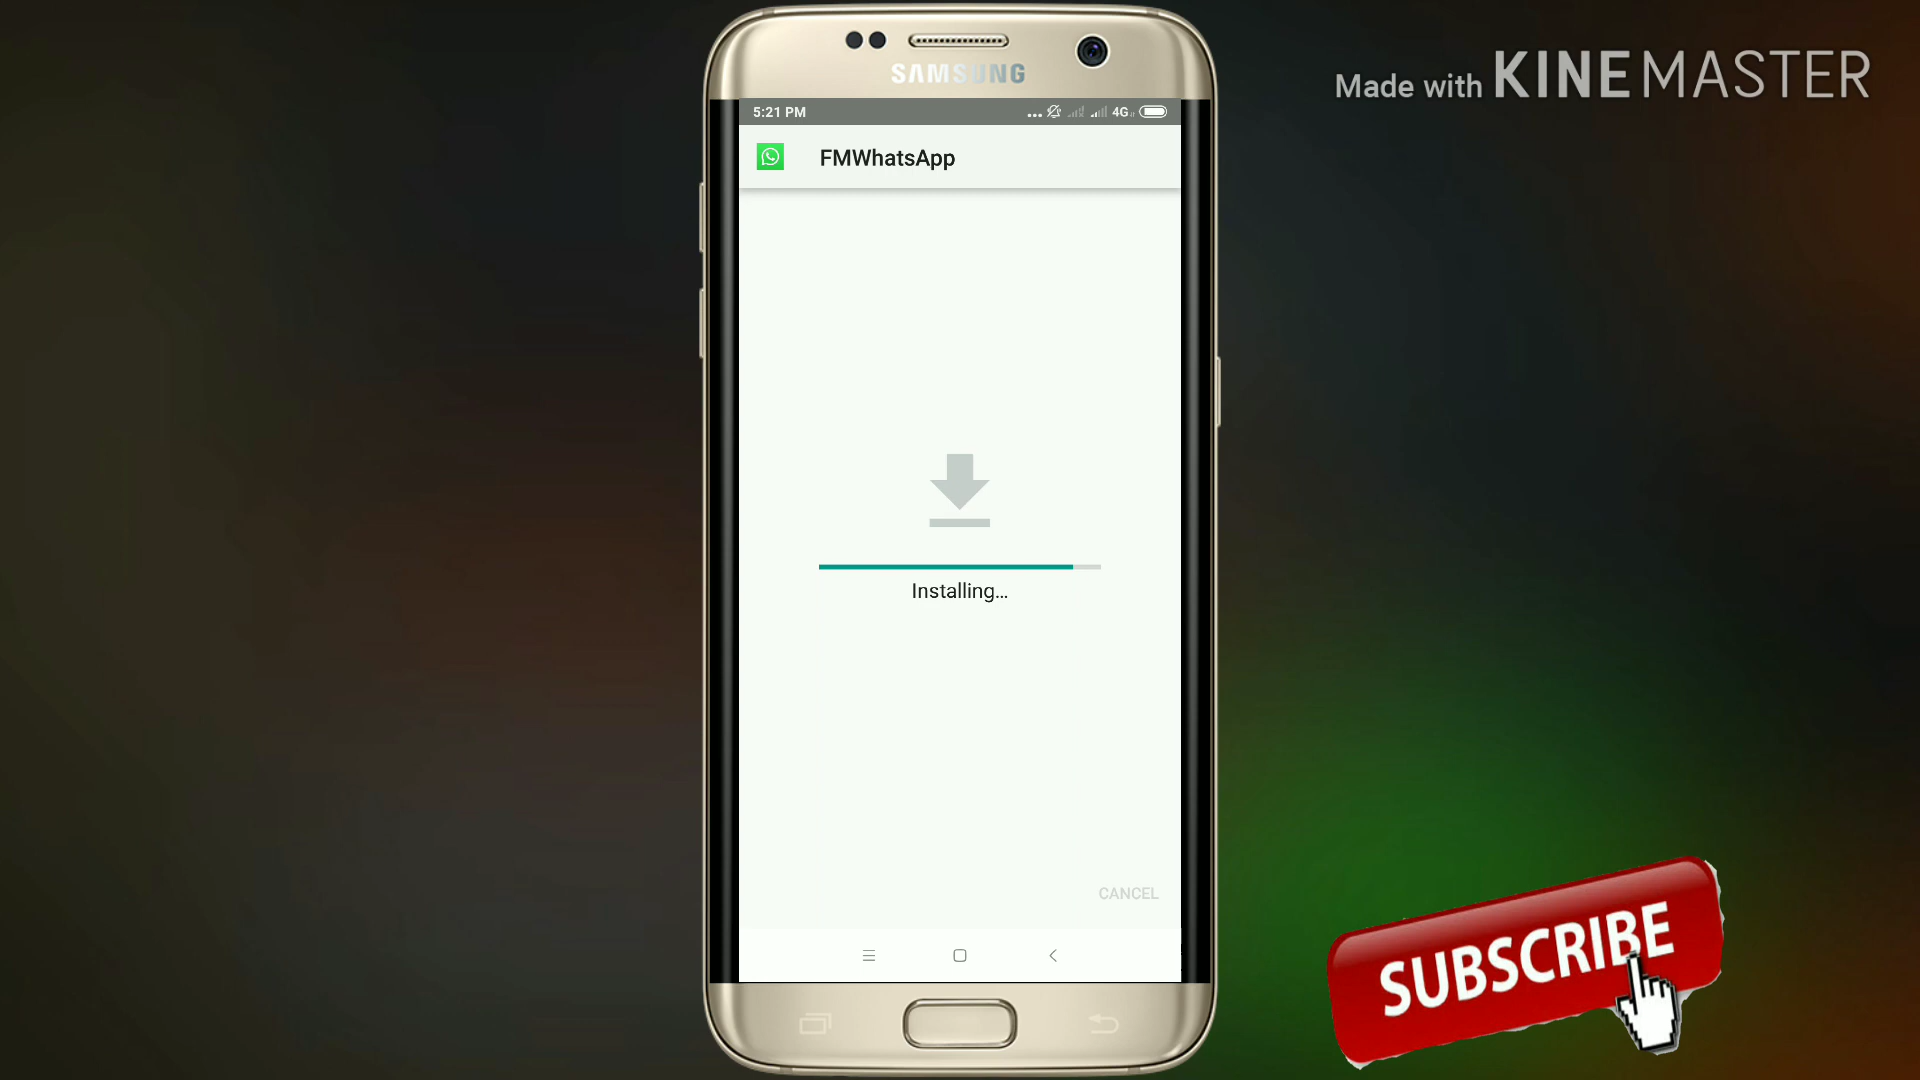 SAMSUNG
Made with KINEMASTER
5:21 PM
4G
FMWhatsApp
Installing...
CANCEL
SUBSCRIBE